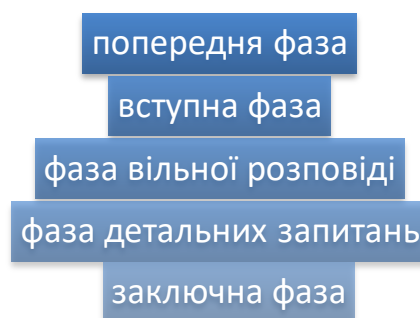 попередня фаза
вступна фаза
фаза вільної розповіді
фаза детальних запитань
заключна фаза